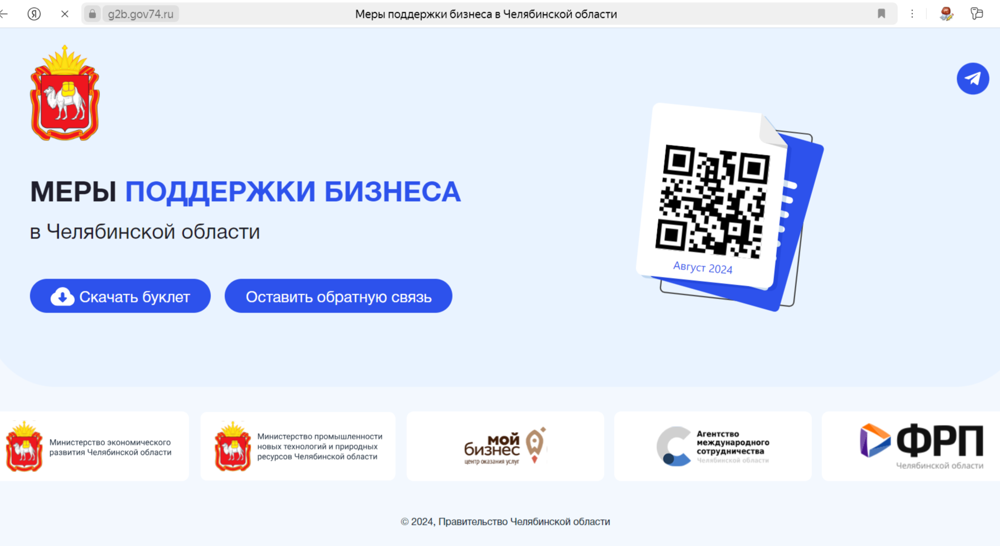 g2b.gov74.ru
Меры поддержки бизнеса в Челябинской области
МЕРЫ ПОДДЕРЖКИ БИЗНЕСА
в Челябинской области
Скачать буклет
Оставить обратную связь
Август 2024
Министерство экономического
развития Челябинской области
Министерство промышленности
новых технологий и природных
ресурсов Челябинской области
мой
бизнес
центр оказания услуг
Агентство
международного
сотрудничества
Челябинской области
ФРП
Челябинской области
© 2024, Правительство Челябинской области